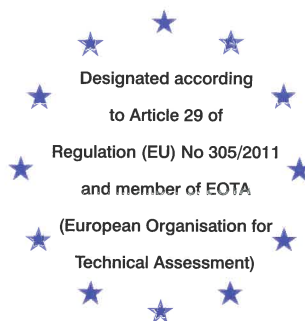 Designated according
to Article 29 of
Regulation (EU) No 305/2011
and member of EOTA
(European Organisation for
Technical Assessment)